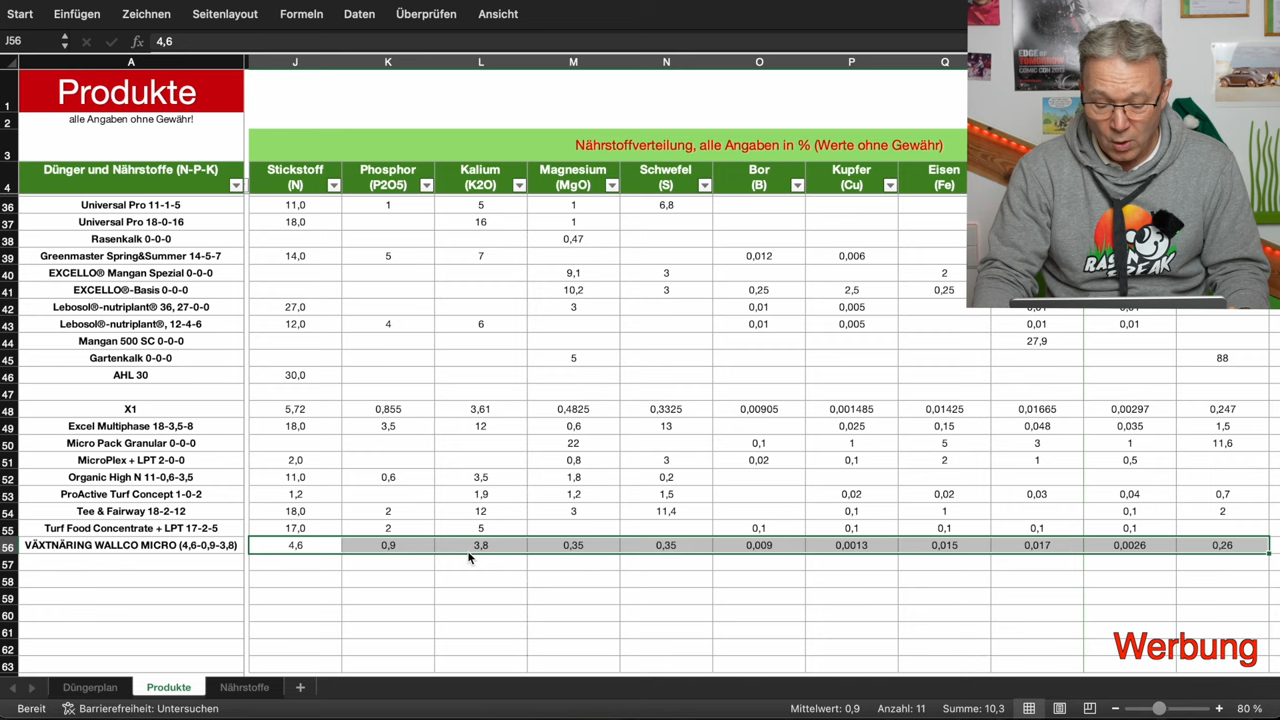 Start Einfügen Zeichnen Seitenlayout Formeln Daten Überprüfen Ansicht
J56 fx 4,6
A J K L M N O P Q
1 Produkte
2 alle Angaben ohne Gewähr!
3 Nährstoffverteilung, alle Angaben in % (Werte ohne Gewähr)
4 Dünger und Nährstoffe (N-P-K) Stickstoff (N) Phosphor (P2O5) Kalium (K2O) Magnesium (MgO) Schwefel (S) Bor (B) Kupfer (Cu) Eisen (Fe)
36 Universal Pro 11-1-5 11,0 1 5 1 6,8
37 Universal Pro 18-0-16 18,0 16 1
38 Rasenkalk 0-0-0 0,47
39 Greenmaster Spring&Summer 14-5-7 14,0 5 7 0,012 0,006
40 EXCELLO® Mangan Spezial 0-0-0 9,1 3 2
41 EXCELLO®-Basis 0-0-0 10,2 3 0,25 2,5 0,25
42 Lebosol®-nutriplant® 36, 27-0-0 27,0 3 0,01 0,005 0,01 0,01
43 Lebosol®-nutriplant®, 12-4-6 12,0 4 6 0,01 0,005 0,01 0,01
44 Mangan 500 SC 0-0-0 27,9
45 Gartenkalk 0-0-0 5 88
46 AHL 30 30,0
47
48 X1 5,72 0,855 3,61 0,4825 0,3325 0,00905 0,001485 0,01425 0,01665 0,00297 0,247
49 Excel Multiphase 18-3,5-8 18,0 3,5 12 0,6 13 0,025 0,15 0,048 0,035 1,5
50 Micro Pack Granular 0-0-0 22 0,1 1 5 3 1 11,6
51 MicroPlex + LPT 2-0-0 2,0 0,8 3 0,02 0,1 2 1 0,5
52 Organic High N 11-0,6-3,5 11,0 0,6 3,5 1,8 0,2
53 ProActive Turf Concept 1-0-2 1,2 1,9 1,2 1,5 0,02 0,02 0,03 0,04 0,7
54 Tee & Fairway 18-2-12 18,0 2 12 3 11,4 0,1 1 0,1 2
55 Turf Food Concentrate + LPT 17-2-5 17,0 2 5 0,1 0,1 0,1 0,1 0,1
56 VÄXTNÄRING WALLCO MICRO (4,6-0,9-3,8) 4,6 0,9 3,8 0,35 0,35 0,009 0,0013 0,015 0,017 0,0026 0,26
57
58
59
60
61
62
63
EDGE OF
TOMORROW
COMIC CON 2013
RASEN
FREAK
Werbung
Düngerplan Produkte Nährstoffe +
Bereit Barrierefreiheit: Untersuchen Mittelwert: 0,9 Anzahl: 11 Summe: 10,3 80 %